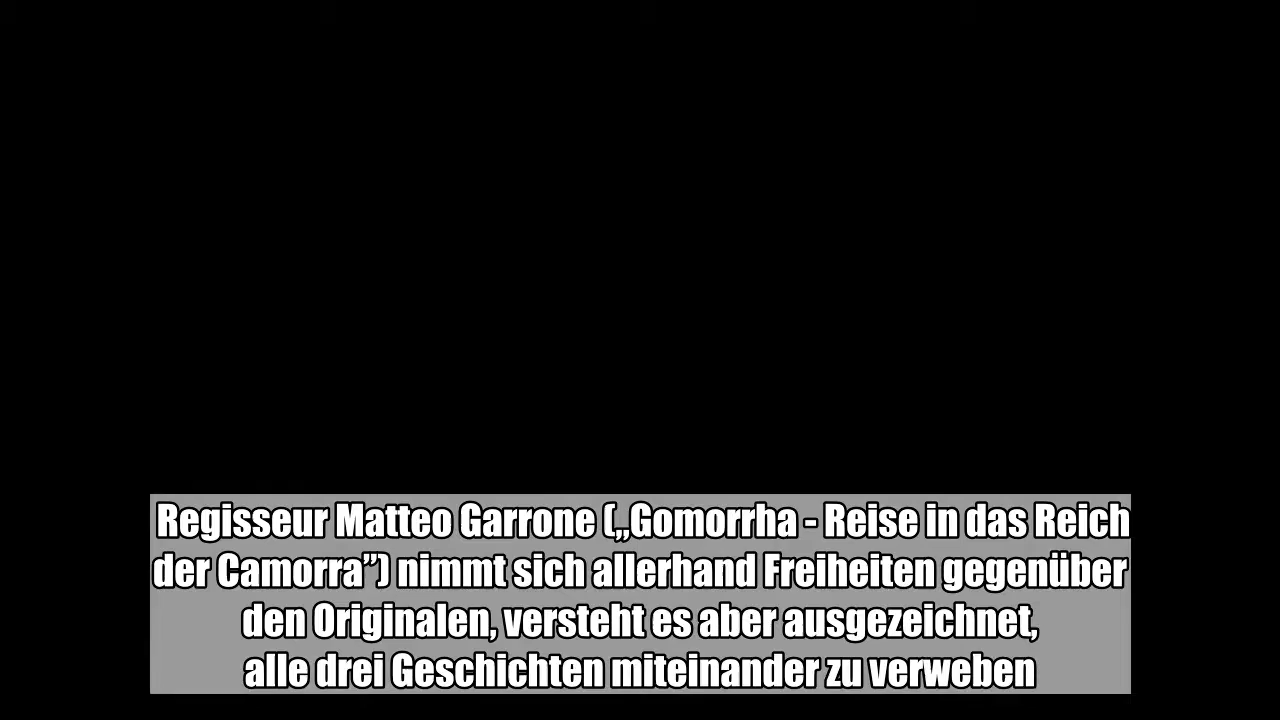 Regisseur Matteo Garrone („Gomorrha - Reise in das Reich
der Camorra”) nimmt sich allerhand Freiheiten gegenüber
den Originalen, versteht es aber ausgezeichnet,
alle drei Geschichten miteinander zu verweben